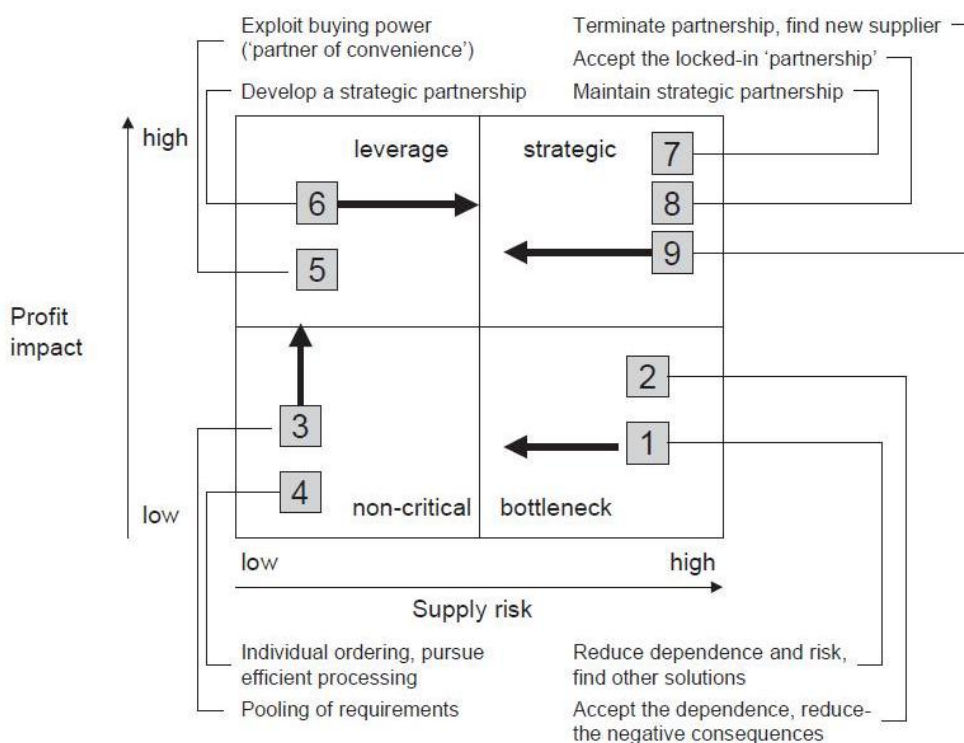 Exploit buying power
('partner of convenience')
Develop a strategic partnership
Terminate partnership, find new supplier
Accept the locked-in 'partnership'
Maintain strategic partnership
high
leverage
strategic
7
6
8
5
9
Profit
impact
2
3
1
4
low
non-critical
bottleneck
low
high
Supply risk
Individual ordering, pursue
efficient processing
Pooling of requirements
Reduce dependence and risk,
find other solutions
Accept the dependence, reduce-
the negative consequences